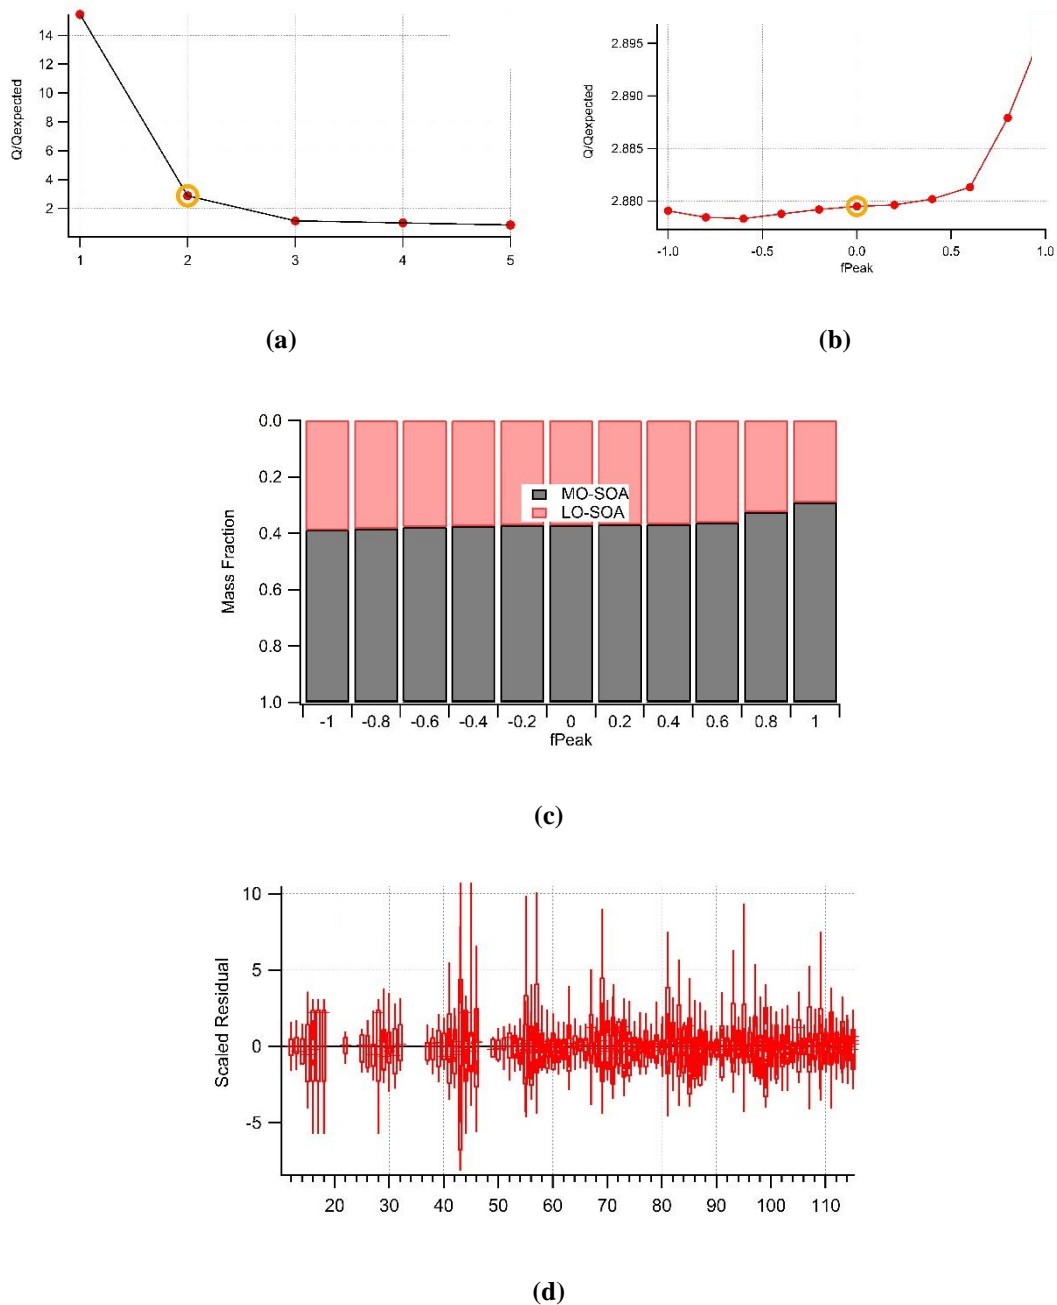 14
12
10
8
6
4
2
Q/Qexpected
1 2 3 4 5
2.895
2.890
2.885
2.880
Q/Qexpected
-1.0 -0.5 0.0 0.5 1.0
fPeak
(a)
(b)
0.0
0.2
0.4
0.6
0.8
1.0
Mass Fraction
MO-SOA
LO-SOA
-1 -0.8 -0.6 -0.4 -0.2 0 0.2 0.4 0.6 0.8 1
fPeak
(c)
10
5
0
-5
Scaled Residual
20 30 40 50 60 70 80 90 100 110
(d)